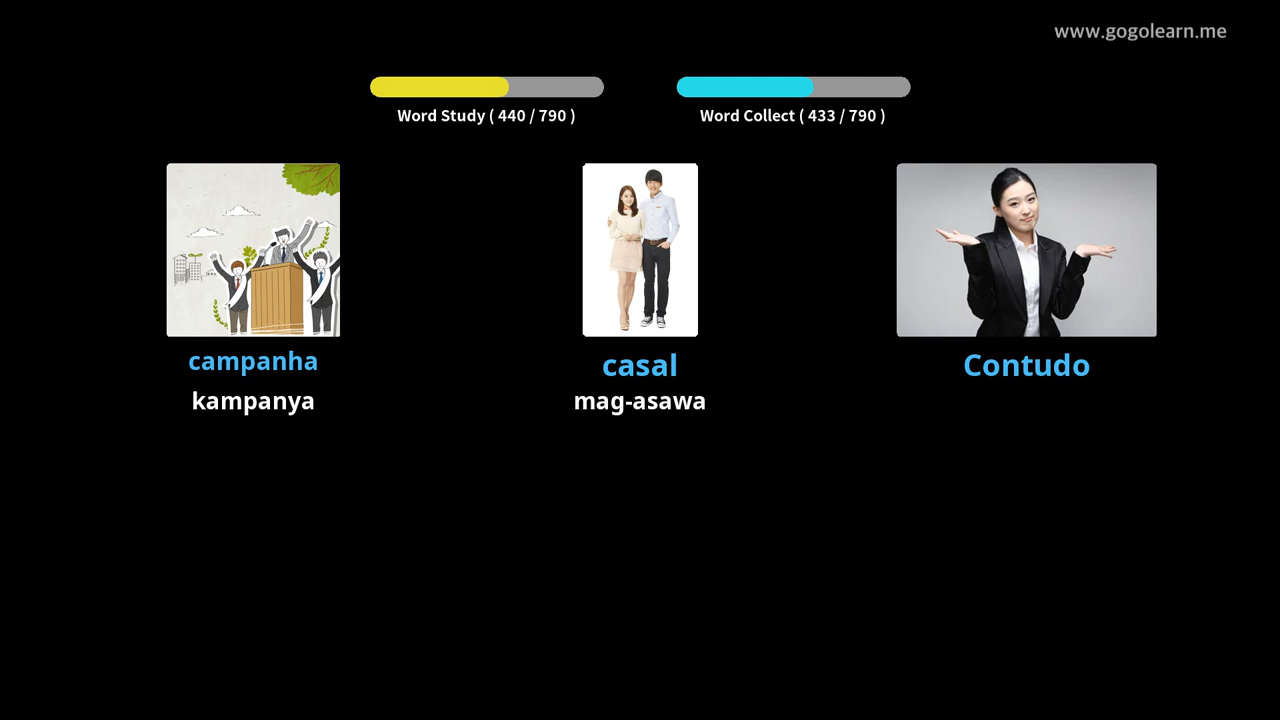 www.gogolearn.me
Word Study ( 440 / 790 )
Word Collect ( 433 / 790 )
campanha
kampanya
casal
mag-asawa
Contudo